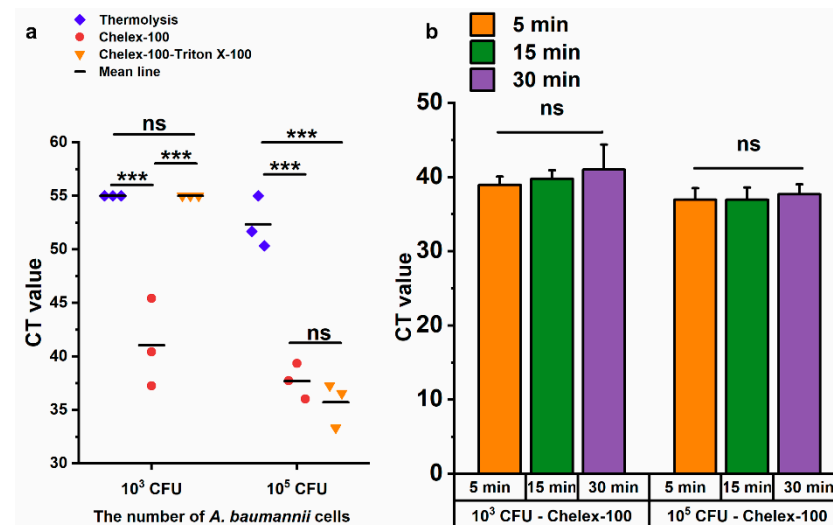 a
Thermolysis
Chelex-100
Chelex-100-Triton X-100
Mean line
ns
***
***
***
***
ns
60
55
50
45
40
35
30
CT value
10³ CFU
10⁵ CFU
The number of A. baumannii cells
b
5 min
15 min
30 min
ns
ns
50
40
30
20
10
0
CT value
5 min 15 min 30 min 5 min 15 min 30 min
10³ CFU - Chelex-100 10⁵ CFU - Chelex-100